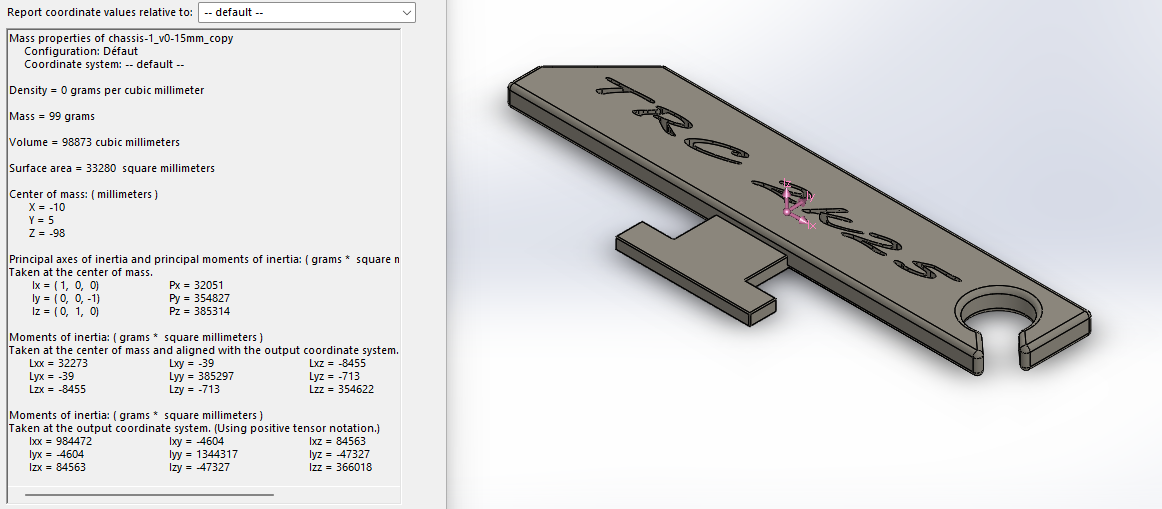 Report coordinate values relative to: -- default --
Mass properties of chassis-1_v0-15mm_copy
Configuration: Défaut
Coordinate system: -- default --
Density = 0 grams per cubic millimeter
Mass = 99 grams
Volume = 98873 cubic millimeters
Surface area = 33280 square millimeters
Center of mass: ( millimeters )
X = -10
Y = 5
Z = -98
Principal axes of inertia and principal moments of inertia: ( grams * square m
Taken at the center of mass.
Ix = ( 1, 0, 0) Px = 32051
Iy = ( 0, 0, -1) Py = 354827
Iz = ( 0, 1, 0) Pz = 385314
Moments of inertia: ( grams * square millimeters )
Taken at the center of mass and aligned with the output coordinate system.
Lxx = 32273 Lxy = -39 Lxz = -8455
Lyx = -39 Lyy = 385297 Lyz = -713
Lzx = -8455 Lzy = -713 Lzz = 354622
Moments of inertia: ( grams * square millimeters )
Taken at the output coordinate system. (Using positive tensor notation.)
Ixx = 984472 Ixy = -4604 Ixz = 84563
Iyx = -4604 Iyy = 1344317 Iyz = -47327
Izx = 84563 Izy = -47327 Izz = 366018
TRC